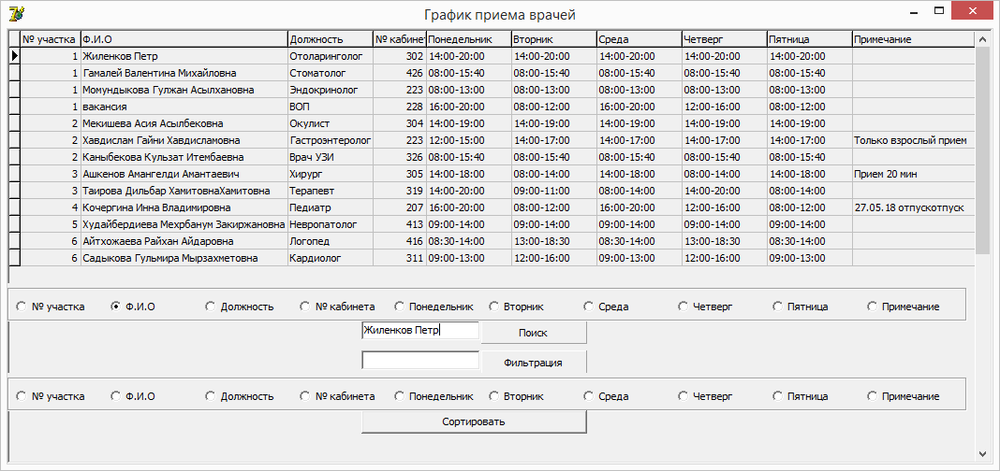 График приема врачей
№ участка Ф.И.О Должность № кабинет Понедельник Вторник Среда Четверг Пятница Примечание
1 Жиленков Петр Отоларинголог 302 14:00-20:00 14:00-20:00 14:00-20:00 14:00-20:00 14:00-20:00
1 Гамалей Валентина Михайловна Стоматолог 426 08:00-15:40 08:00-15:40 08:00-15:40 08:00-15:40 08:00-15:40
1 Момундыкова Гулжан Асылхановна Эндокринолог 223 08:00-13:00 08:00-13:00 08:00-13:00 08:00-13:00 08:00-13:00
1 вакансия ВОП 228 16:00-20:00 08:00-12:00 16:00-20:00 12:00-16:00 08:00-12:00
2 Мекишева Асия Асылбековна Окулист 304 14:00-19:00 14:00-19:00 14:00-19:00 14:00-19:00 14:00-19:00
2 Хавдислам Гайни Хавдисламовна Гастроэнтеролог 223 12:00-15:00 14:00-17:00 14:00-17:00 14:00-17:00 14:00-17:00 Только взрослый прием
2 Каныбекова Кульзат Итембаевна Врач УЗИ 326 08:00-15:40 08:00-15:40 08:00-15:40 08:00-15:40 08:00-15:40
3 Ашкенов Амангелди Амантаевич Хирург 305 14:00-18:00 08:00-14:00 14:00-18:00 08:00-14:00 14:00-18:00 Прием 20 мин
3 Таирова Дильбар ХамитовнаХамитовна Терапевт 319 14:00-20:00 09:00-11:00 08:00-14:00 14:00-20:00 08:00-14:00
4 Кочергина Инна Владимировна Педиатр 207 16:00-20:00 08:00-12:00 16:00-20:00 12:00-16:00 08:00-12:00 27.05.18 отпускотпуск
5 Худайбердиева Мехрбанум Закиржановна Невропатолог 413 09:00-14:00 09:00-14:00 09:00-14:00 09:00-14:00 09:00-14:00
6 Айтхожаева Райхан Айдаровна Логопед 416 08:30-14:00 13:00-18:30 08:30-14:00 13:00-18:30 08:30-14:00
6 Садыкова Гульмира Мырзахметовна Кардиолог 311 09:00-13:00 12:00-16:00 09:00-13:00 12:00-16:00 09:00-13:00
№ участка Ф.И.О Должность № кабинета Понедельник Вторник Среда Четверг Пятница Примечание
Жиленков Петр Поиск
Фильтрация
№ участка Ф.И.О Должность № кабинета Понедельник Вторник Среда Четверг Пятница Примечание
Сортировать